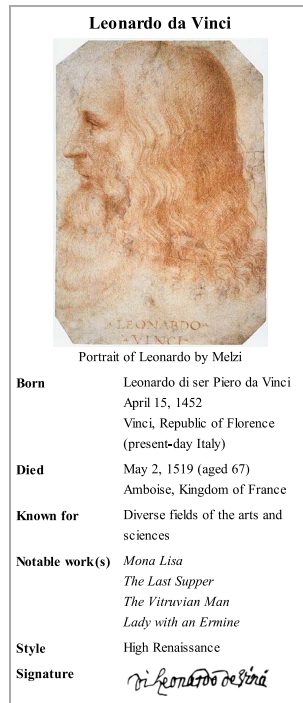 Leonardo da Vinci
LEONARDO
VINCI
Portrait of Leonardo by Melzi
Born Leonardo di ser Piero da Vinci
April 15, 1452
Vinci, Republic of Florence
(present-day Italy)
Died May 2, 1519 (aged 67)
Amboise, Kingdom of France
Known for Diverse fields of the arts and
sciences
Notable work(s) Mona Lisa
The Last Supper
The Vitruvian Man
Lady with an Ermine
Style High Renaissance
Signature